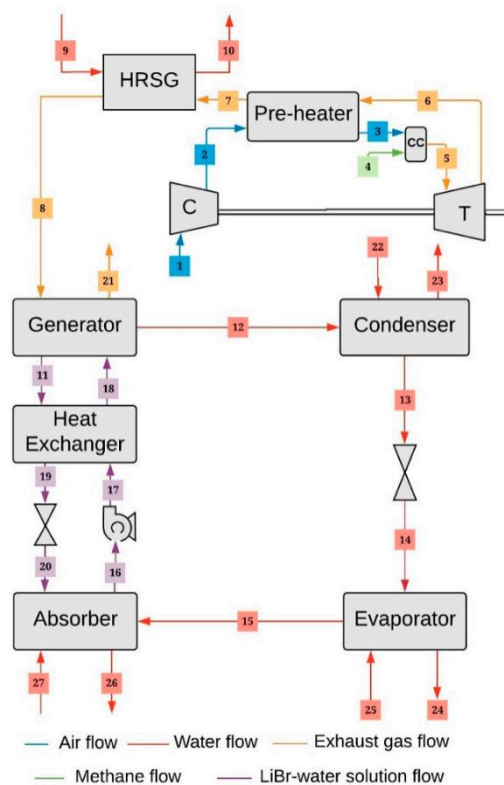 9
10
HRSG
7
Pre-heater
6
2
3
4
CC
5
C
T
1
8
21
22
23
Generator
12
Condenser
11
18
13
Heat
Exchanger
19
17
14
20
16
Absorber
15
Evaporator
27
26
25
24
Air flow
Water flow
Exhaust gas flow
Methane flow
LiBr-water solution flow